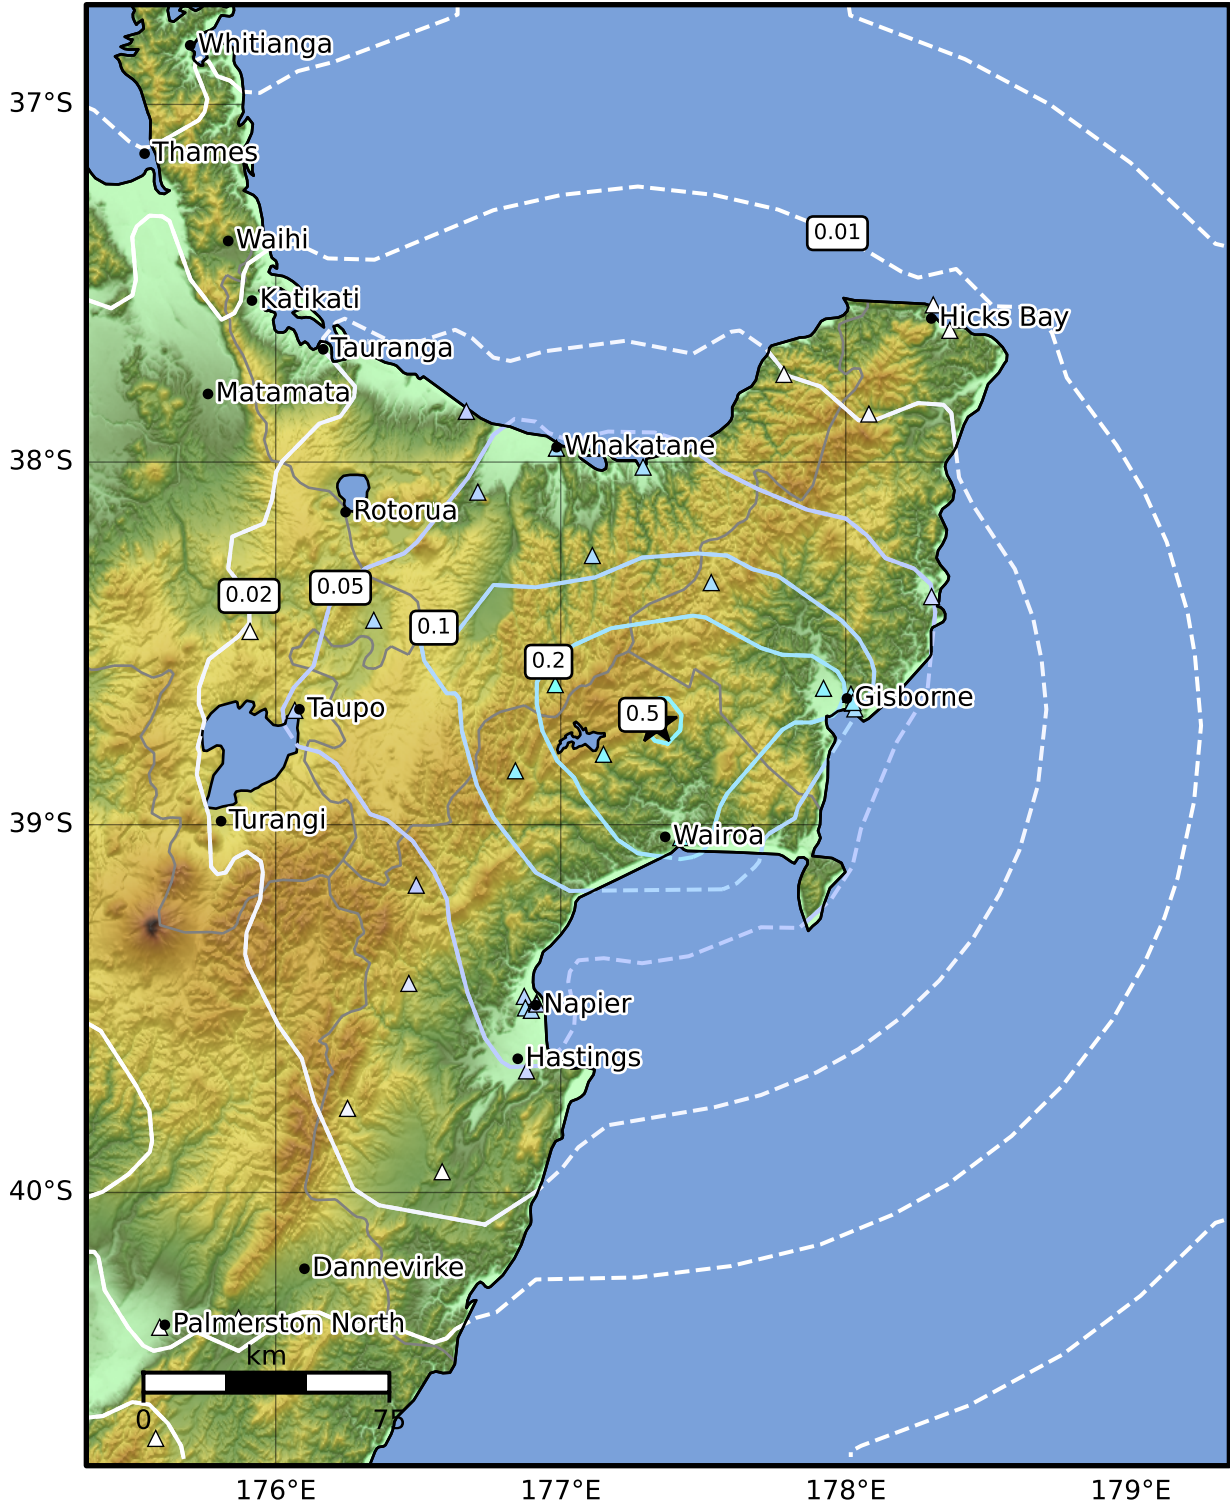 Whitianga
37°S
Thames
Waihi
0.01
Katikati
Hicks Bay
Tauranga
Matamata
Whakatane
38°S
Rotorua
0.05
0.02
0.1
0.2
Gisborne
Taupo
0.5
Turangi
39°S
Wairoa
Napier
Hastings
40°S
Dannevirke
Palmerston North
km
0
75
176°E
177°E
178°E
179°E